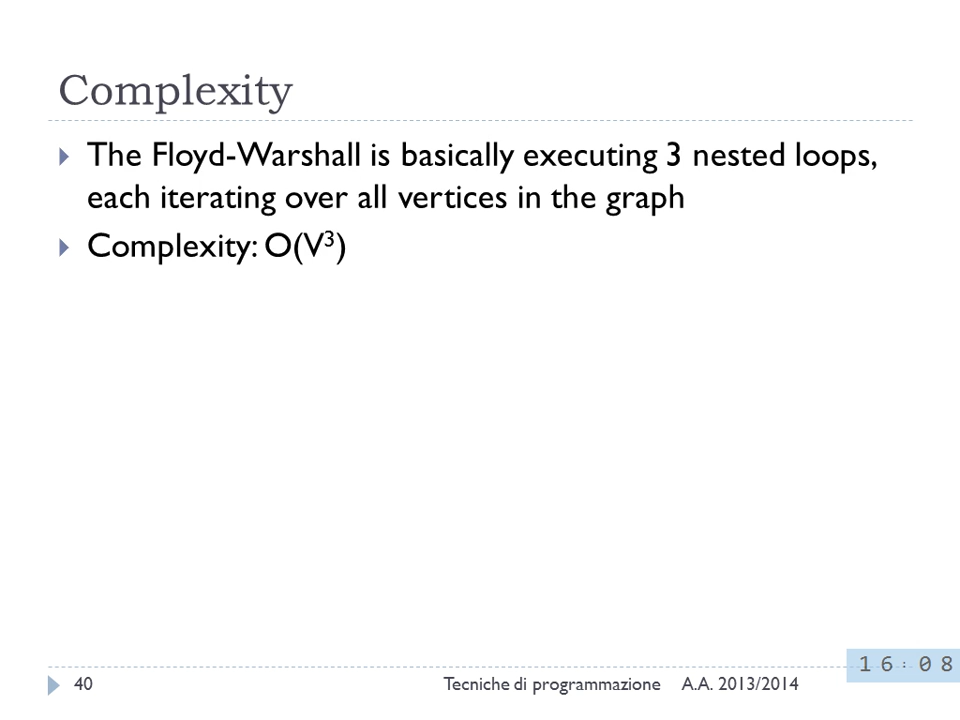 Complexity
The Floyd-Warshall is basically executing 3 nested loops,
each iterating over all vertices in the graph
Complexity: O(V³)
40 Tecniche di programmazione A.A. 2013/2014
16:08